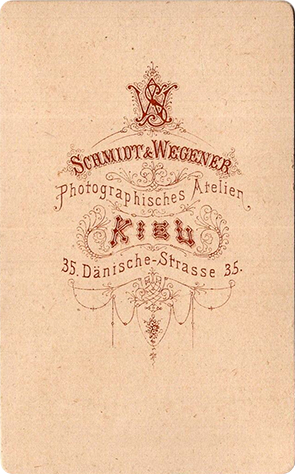 SW
SCHMIDT & WEGENER
Photographisches Atelier
KIEL
35. Dänische-Strasse 35.